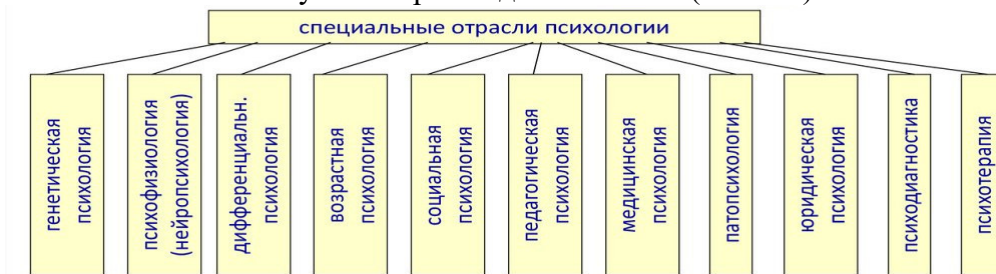 специальные отрасли психологии
генетическая
психология
психофизиология
(нейропсихология)
дифференциальн.
психология
возрастная
психология
социальная
психология
педагогическая
психология
медицинская
психология
патопсихология
юридическая
психология
психодиагностика
психотерапия